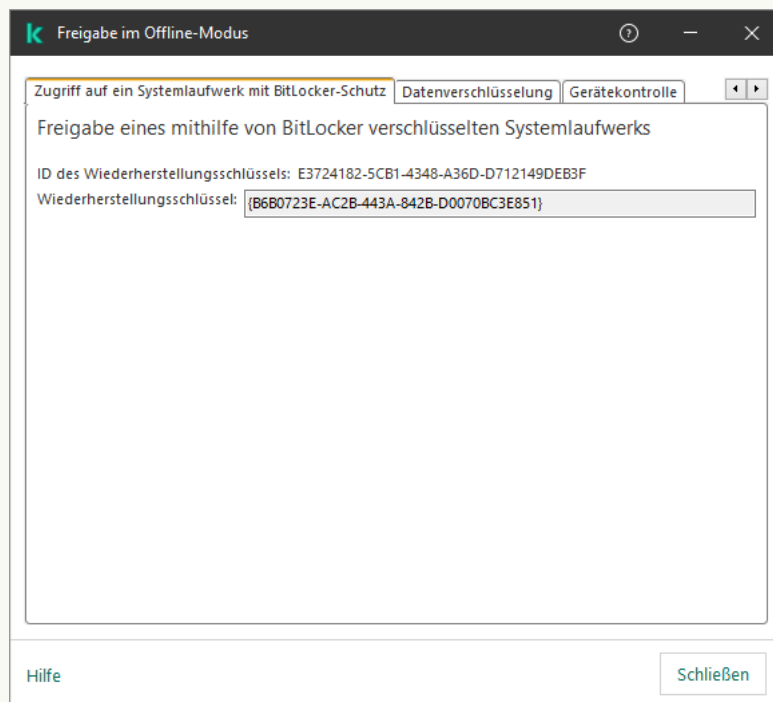 Freigabe im Offline-Modus
Zugriff auf ein Systemlaufwerk mit BitLocker-Schutz Datenverschlüsselung Gerätekontrolle
Freigabe eines mithilfe von BitLocker verschlüsselten Systemlaufwerks
ID des Wiederherstellungsschlüssels: E3724182-5CB1-4348-A36D-D712149DEB3F
Wiederherstellungsschlüssel: {B6B0723E-AC2B-443A-842B-D0070BC3E851}
Hilfe Schließen